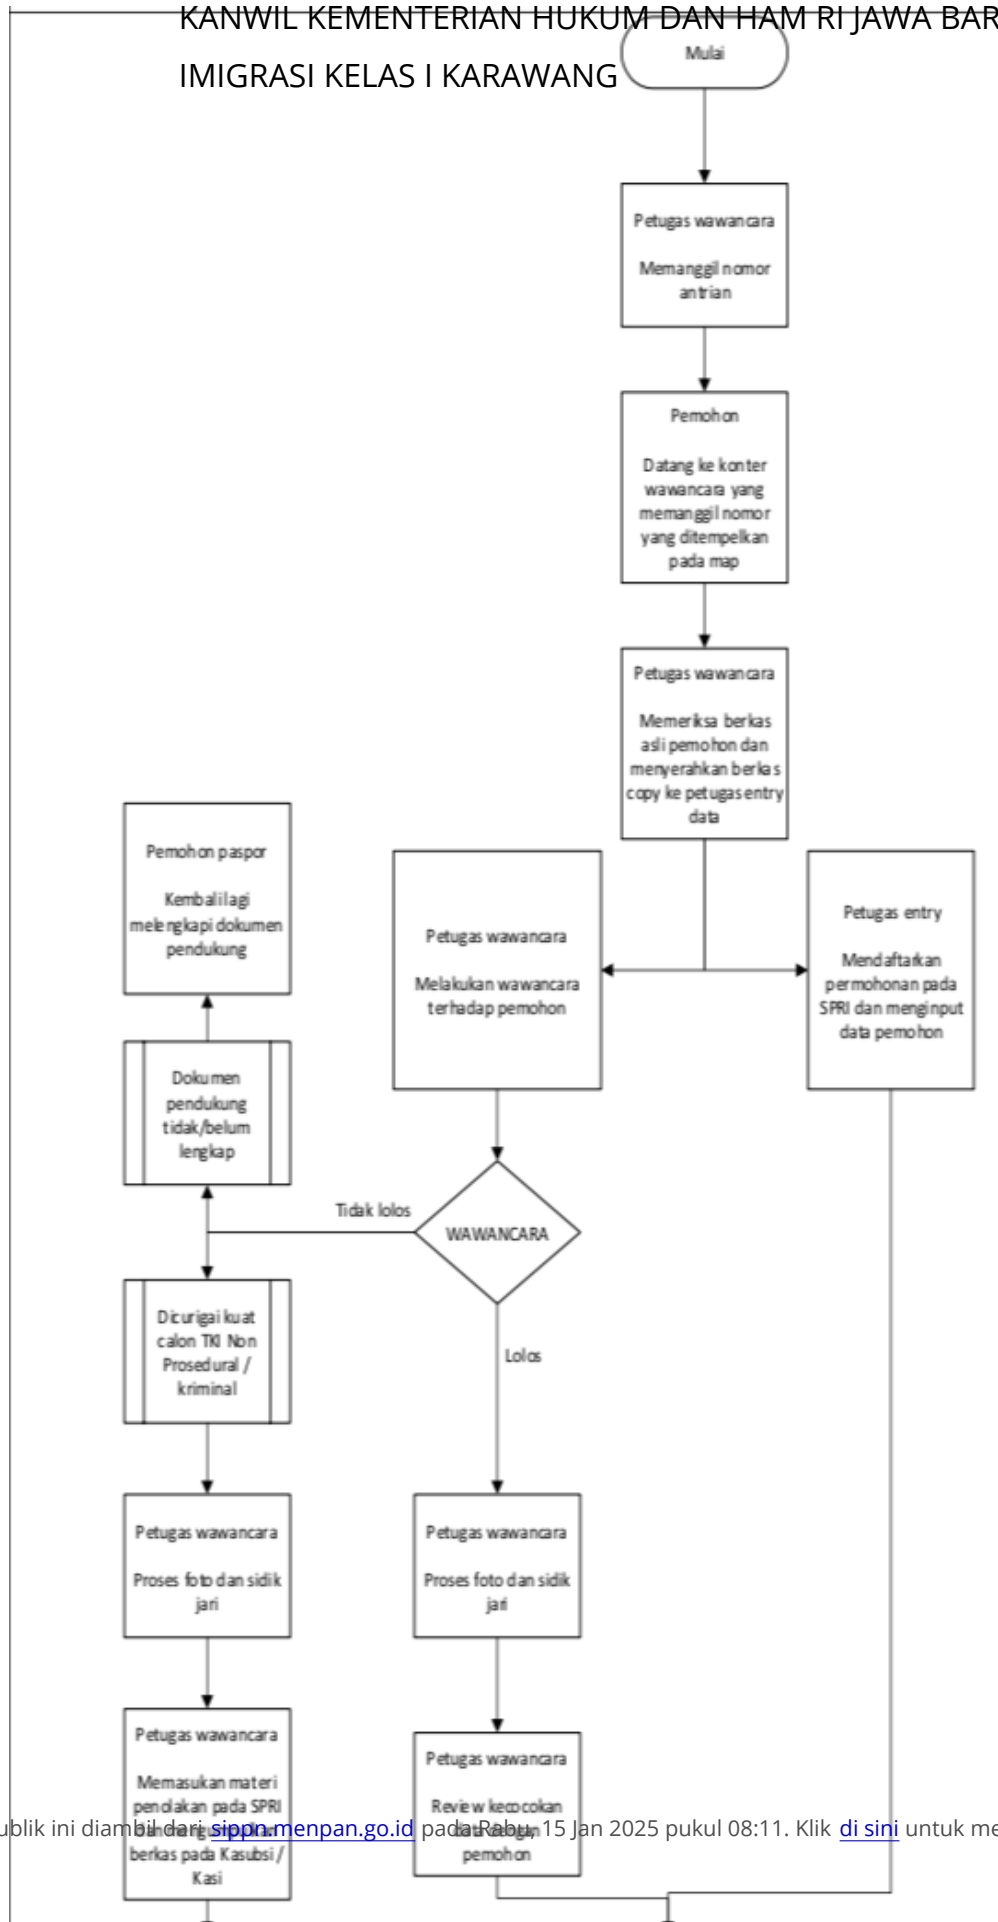 KANWIL KEMENTERIAN HUKUM DAN HAM RI JAWA BAR
IMIGRASI KELAS I KARAWANG
Mulai
Petugas wawancara
Memanggil nomor
antrian
Pemohon
Datang ke konter
wawancara yang
memanggil nomor
yang ditempelkan
pada map
Petugas wawancara
Memeriksa berkas
asli pemohon dan
menyerahkan berkas
copy ke petugas entry
data
Pemohon paspor
Kembali lagi
melengkapi dokumen
pendukung
Petugas wawancara
Melakukan wawancara
terhadap pemohon
Petugas entry
Mendaftarkan
permohonan pada
SPRI dan menginput
data pemohon
Dokumen
pendukung
tidak/belum
lengkap
Tidak lolos
WAWANCARA
Dicurigai kuat
calon TKI Non
Prosedural /
kriminal
Lolos
Petugas wawancara
Proses foto dan sidik
jari
Petugas wawancara
Proses foto dan sidik
jari
Petugas wawancara
Memasukan materi
penolakan pada SPRI
berkas pada Kasubsi /
Kasi
Petugas wawancara
Review kecocokan
data dengan
pemohon
ublik ini diambil dari sippn.menpan.go.id pada Rabu, 15 Jan 2025 pukul 08:11. Klik di sini untuk me